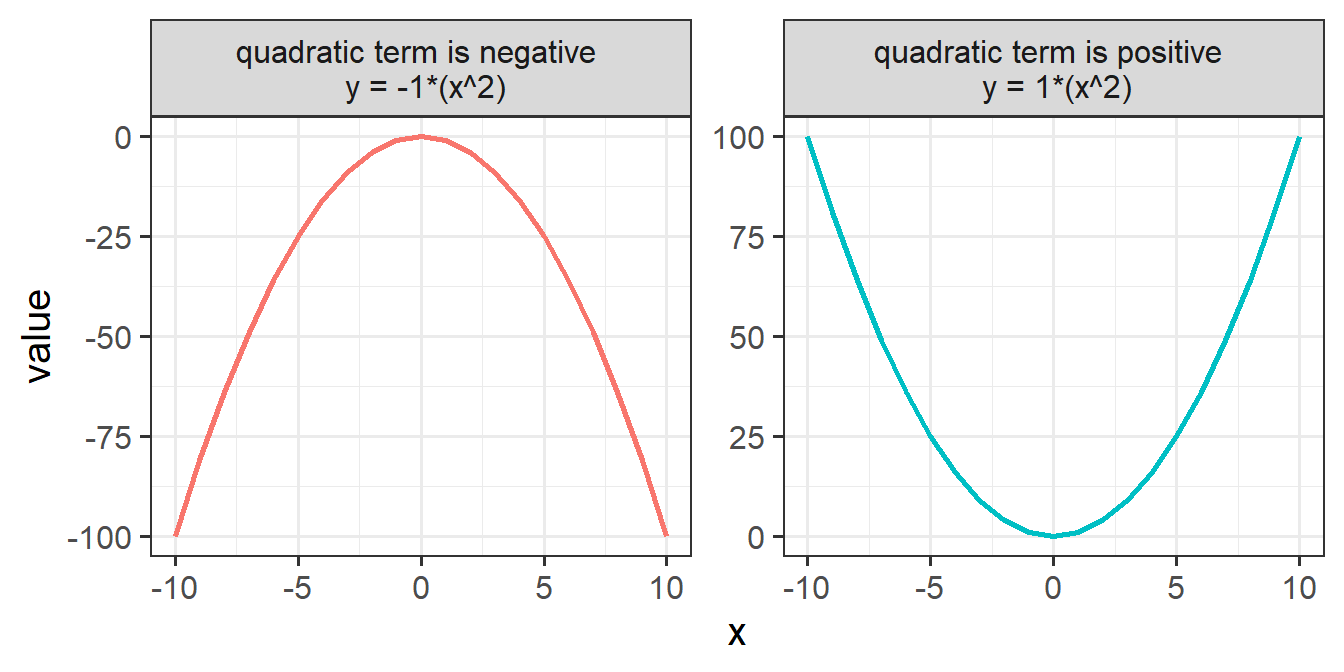 quadratic term is negative
y = -1*(x^2)
quadratic term is positive
y = 1*(x^2)
value
0
-25
-50
-75
-100
100
75
50
25
0
-10 -5 0 5 10
-10 -5 0 5 10
x